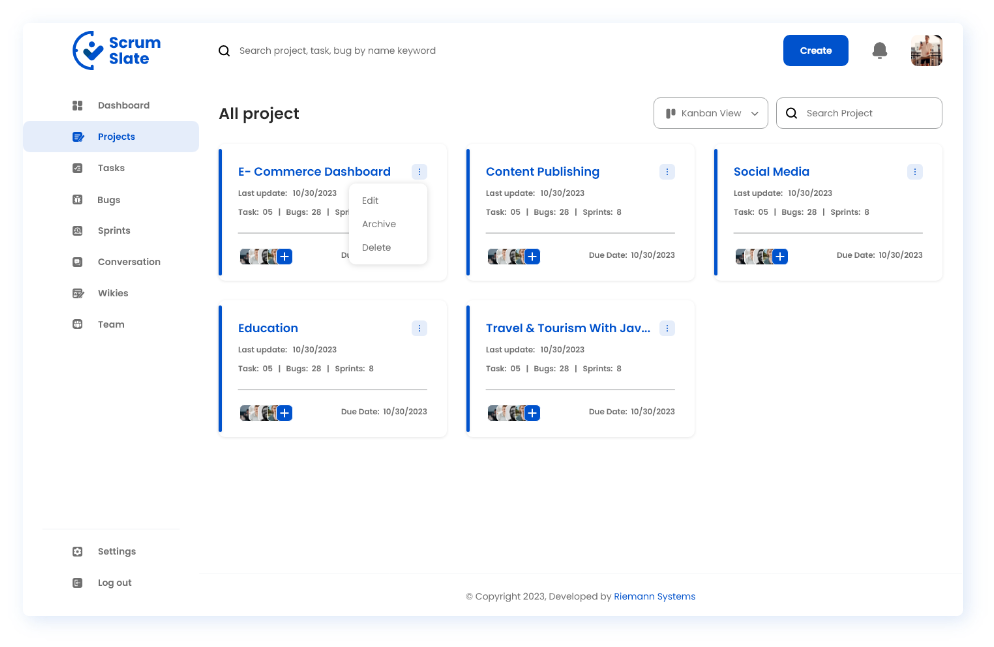 Scrum
Slate
Search project, task, bug by name keyword
Create
Dashboard
Projects
Tasks
Bugs
Sprints
Conversation
Wikies
Team
Settings
Log out
All project
Kanban View
Search Project
E- Commerce Dashboard
Last update: 10/30/2023
Task: 05 | Bugs: 28 | Spr
Du
Edit
Archive
Delete
Content Publishing
Last update: 10/30/2023
Task: 05 | Bugs: 28 | Sprints: 8
Due Date: 10/30/2023
Social Media
Last update: 10/30/2023
Task: 05 | Bugs: 28 | Sprints: 8
Due Date: 10/30/2023
Education
Last update: 10/30/2023
Task: 05 | Bugs: 28 | Sprints: 8
Due Date: 10/30/2023
Travel & Tourism With Jav...
Last update: 10/30/2023
Task: 05 | Bugs: 28 | Sprints: 8
Due Date: 10/30/2023
© Copyright 2023, Developed by Riemann Systems